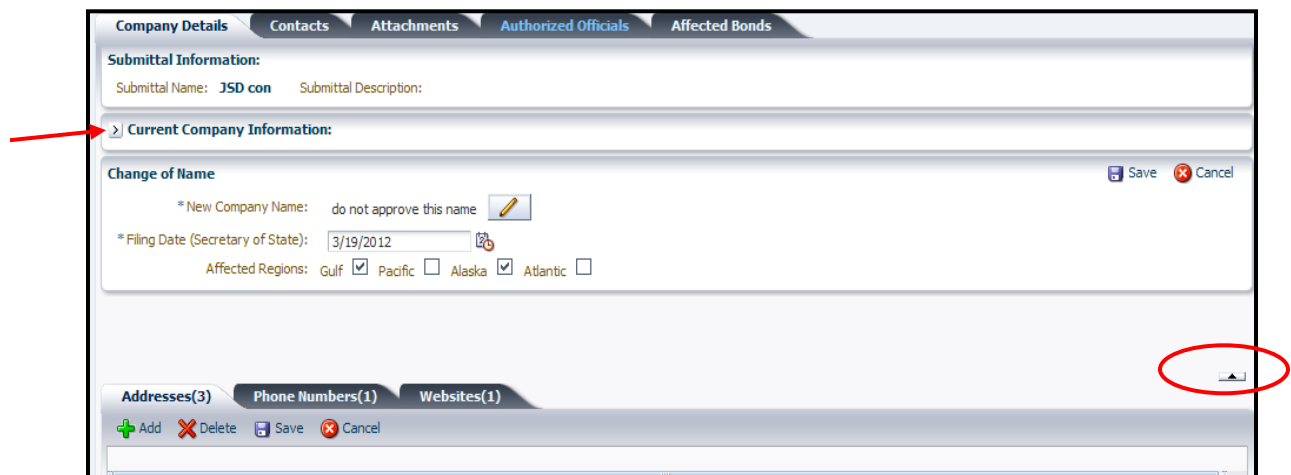 Company Details Contacts Attachments Authorized Officials Affected Bonds
Submittal Information:
Submittal Name: JSD con Submittal Description:
Current Company Information:
Change of Name Save Cancel
* New Company Name: do not approve this name
* Filing Date (Secretary of State): 3/19/2012
Affected Regions: Gulf Pacific Alaska Atlantic
Addresses(3) Phone Numbers(1) Websites(1)
Add Delete Save Cancel